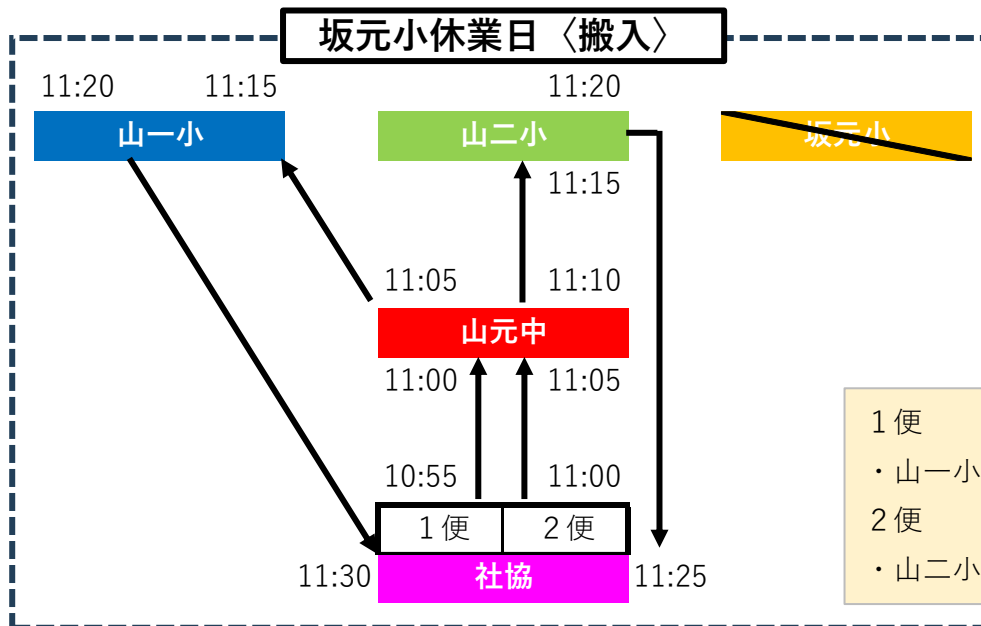 坂元小休業日〈搬入〉
11:20 11:15 11:20
山一小 山二小 坂元小
11:15
11:05 11:10
山元中
11:00 11:05
10:55 11:00
１便 ２便
11:30 社協 11:25
１便
・山一小
２便
・山二小